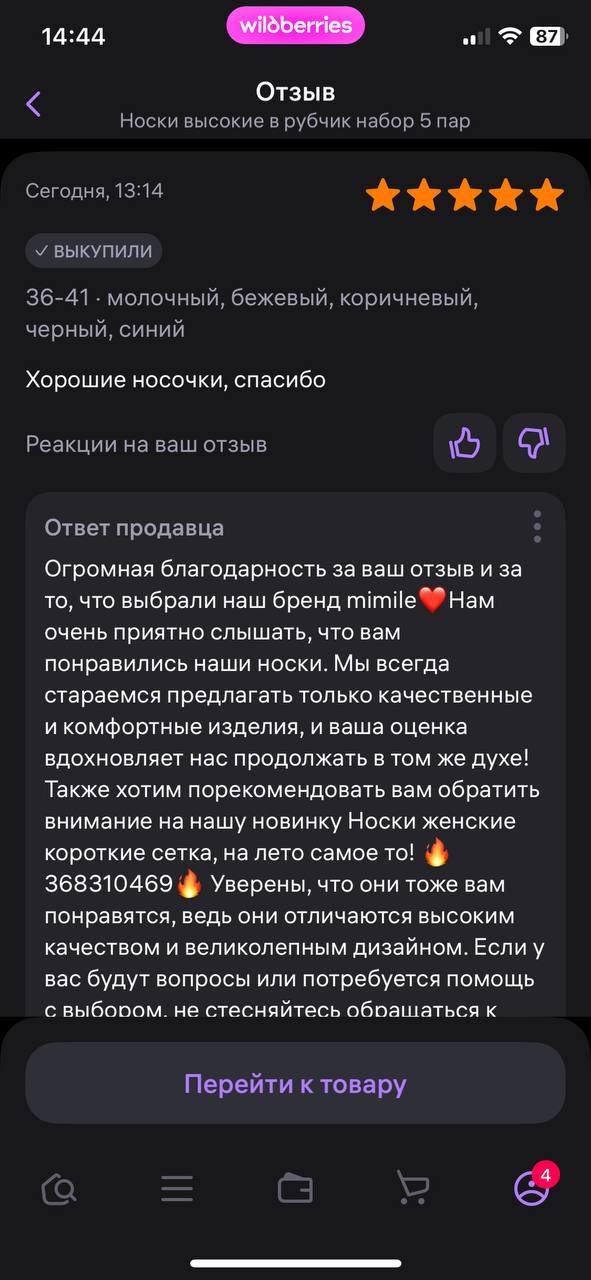 14:44
wildberries
87
Отзыв
Носки высокие в рубчик набор 5 пар
Сегодня, 13:14
ВЫКУПИЛИ
36-41 · молочный, бежевый, коричневый,
черный, синий
Хорошие носочки, спасибо
Реакции на ваш отзыв
Ответ продавца
Огромная благодарность за ваш отзыв и за
то, что выбрали наш бренд mimile❤️Нам
очень приятно слышать, что вам
понравились наши носки. Мы всегда
стараемся предлагать только качественные
и комфортные изделия, и ваша оценка
вдохновляет нас продолжать в том же духе!
Также хотим порекомендовать вам обратить
внимание на нашу новинку Носки женские
короткие сетка, на лето самое то! 🔥
368310469🔥 Уверены, что они тоже вам
понравятся, ведь они отличаются высоким
качеством и великолепным дизайном. Если у
вас будут вопросы или потребуется помощь
с выбором, не стесняйтесь обращаться к
Перейти к товару
4